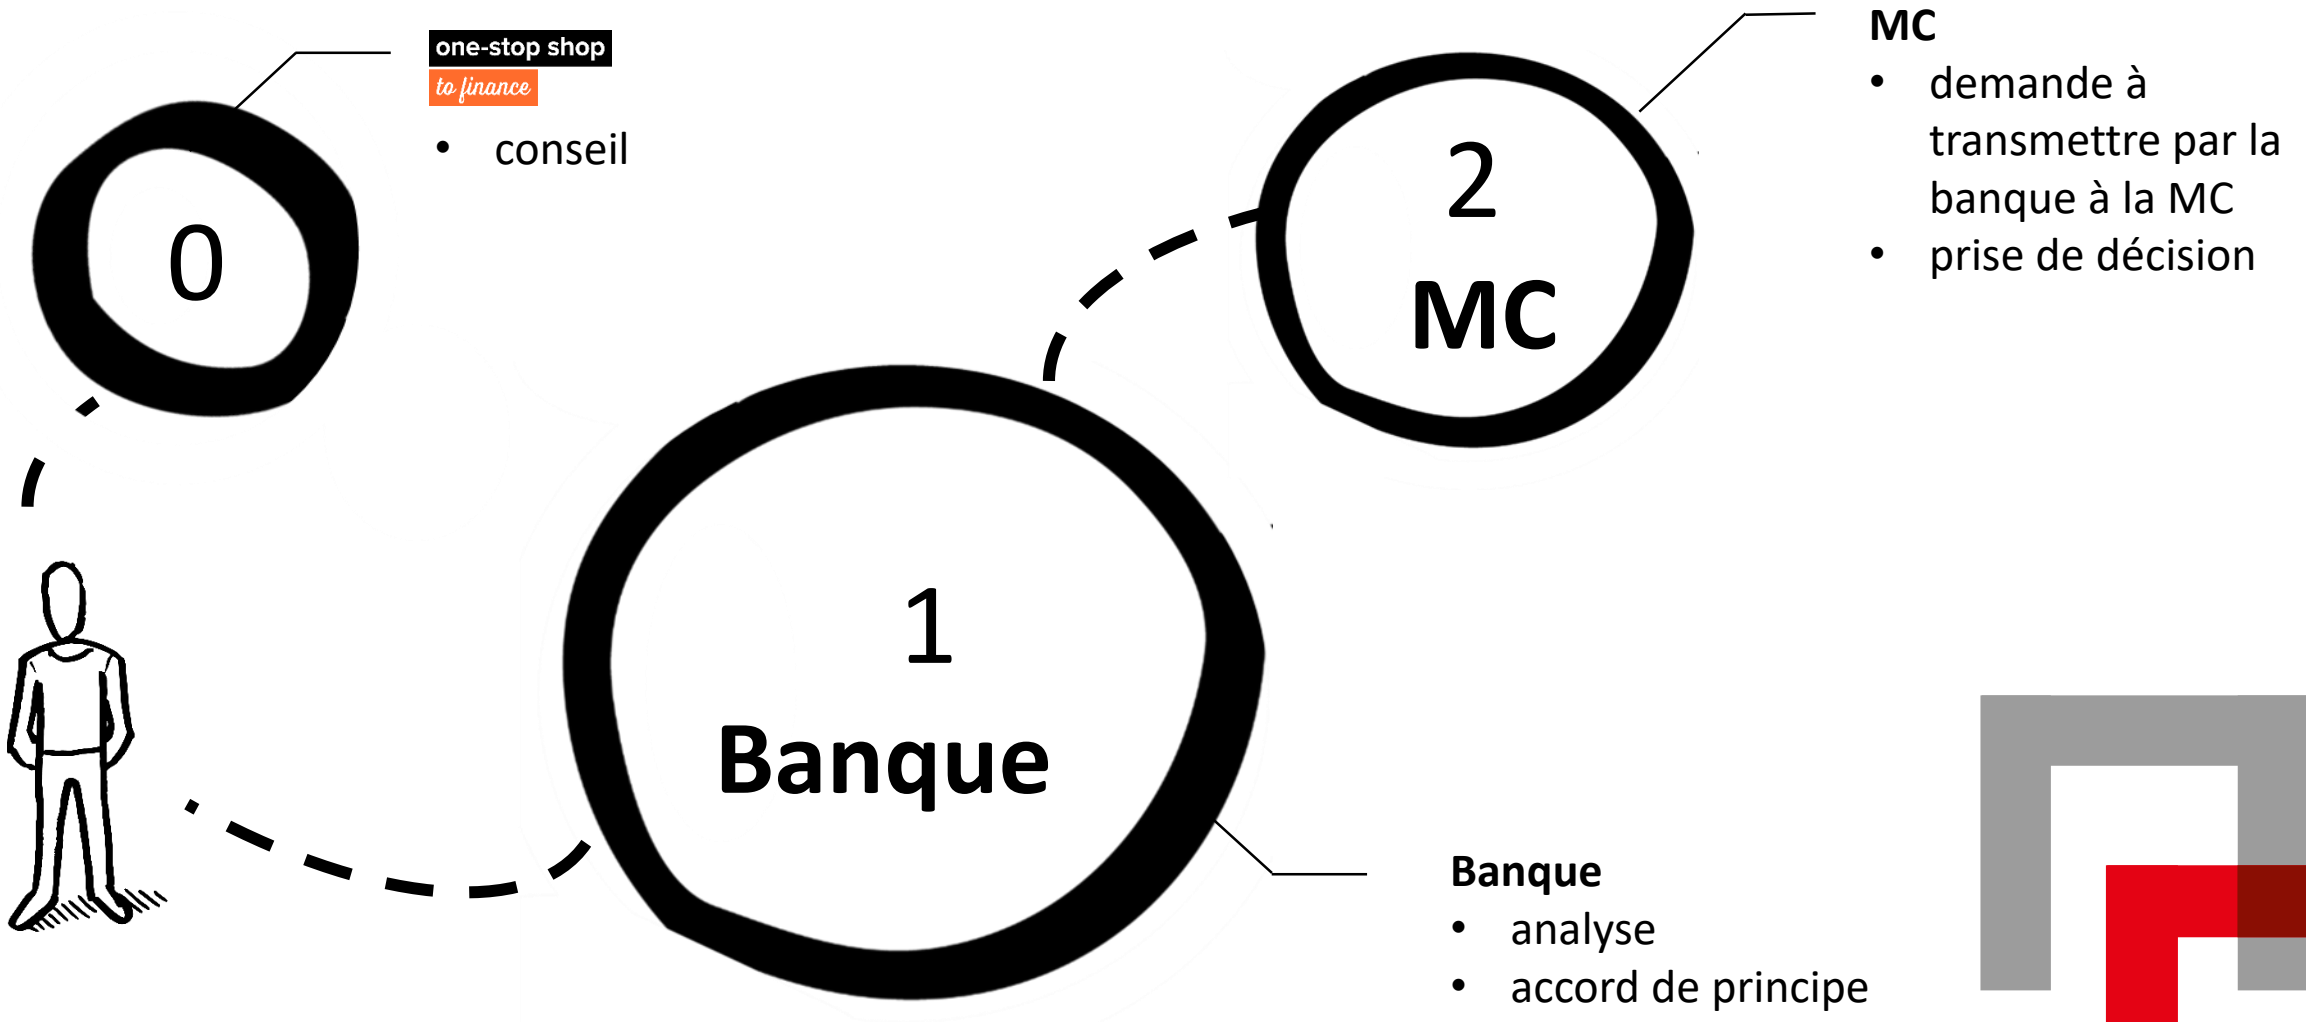 one-stop shop
to finance
• conseil
0
2
MC
MC
• demande à
transmettre par la
banque à la MC
• prise de décision
1
Banque
Banque
• analyse
• accord de principe